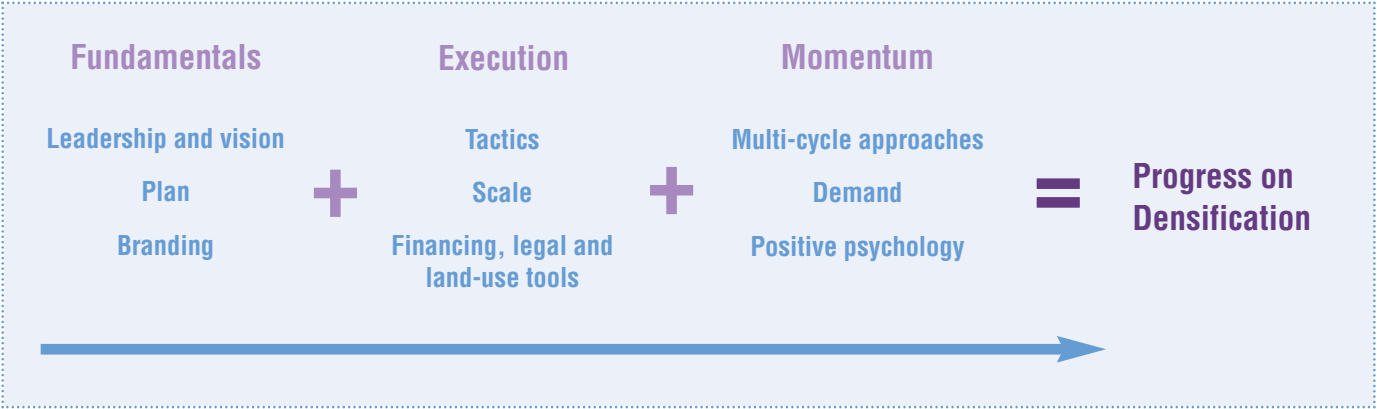 Fundamentals
Leadership and vision
Plan
Branding
+
Execution
Tactics
Scale
Financing, legal and
land-use tools
+
Momentum
Multi-cycle approaches
Demand
Positive psychology
=
Progress on
Densification